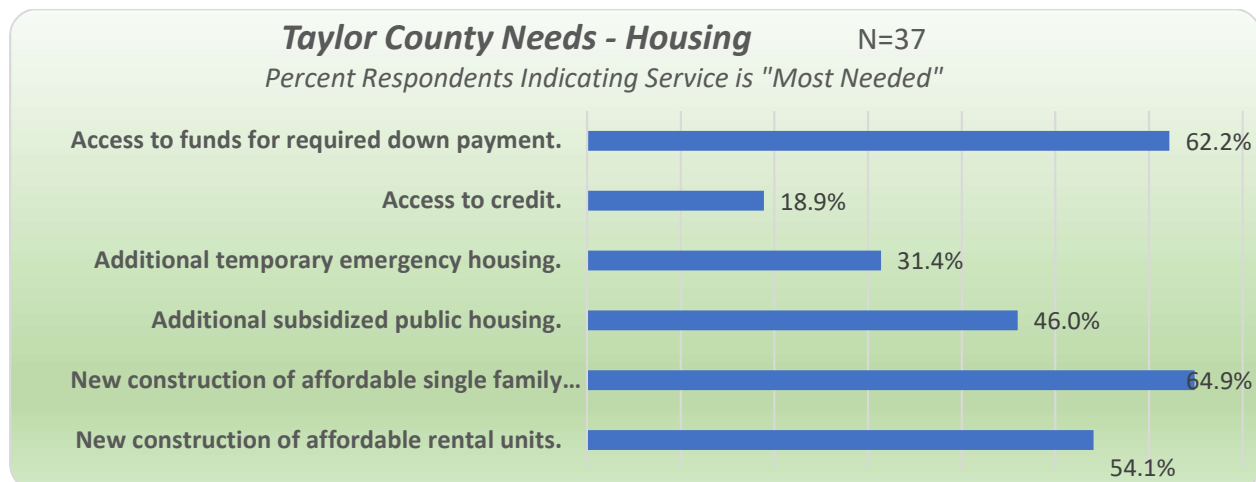 Taylor County Needs - Housing N=37
Percent Respondents Indicating Service is "Most Needed"
Access to funds for required down payment. 62.2%
Access to credit. 18.9%
Additional temporary emergency housing. 31.4%
Additional subsidized public housing. 46.0%
New construction of affordable single family… 64.9%
New construction of affordable rental units. 54.1%